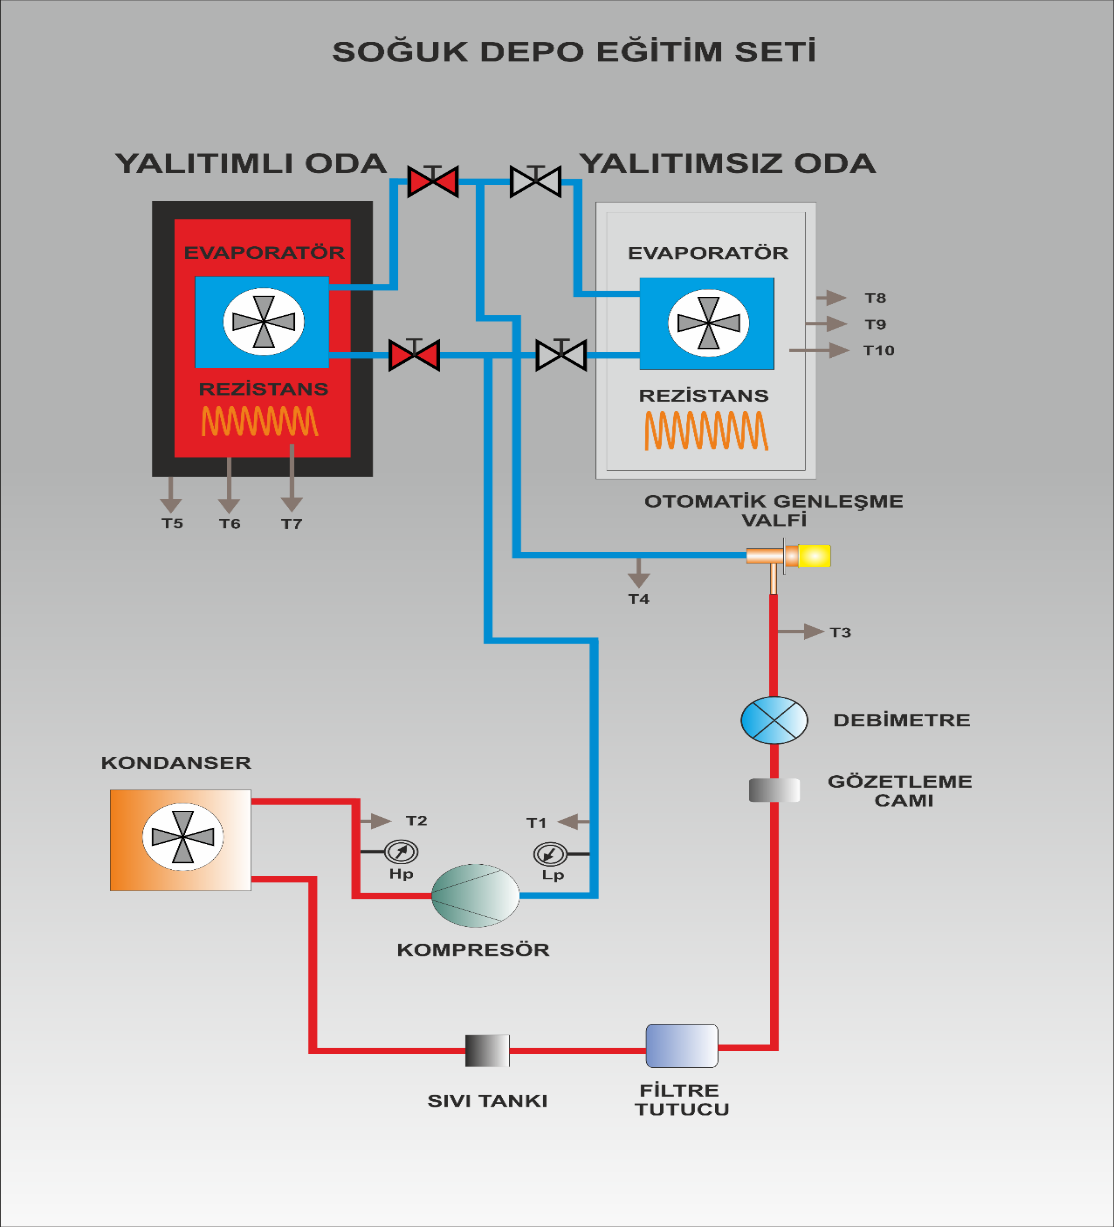 SOĞUK DEPO EĞİTİM SETİ
YALITIMLI ODA
YALITIMSIZ ODA
EVAPORATÖR
EVAPORATÖR
T8
T9
T10
REZİSTANS
REZİSTANS
T5
T6
T7
OTOMATİK GENLEŞME
VALFİ
T4
T3
DEBİMETRE
KONDANSER
GÖZETLEME
CAMI
T2
T1
Hp
Lp
KOMPRESÖR
SIVI TANKI
FİLTRE
TUTUCU